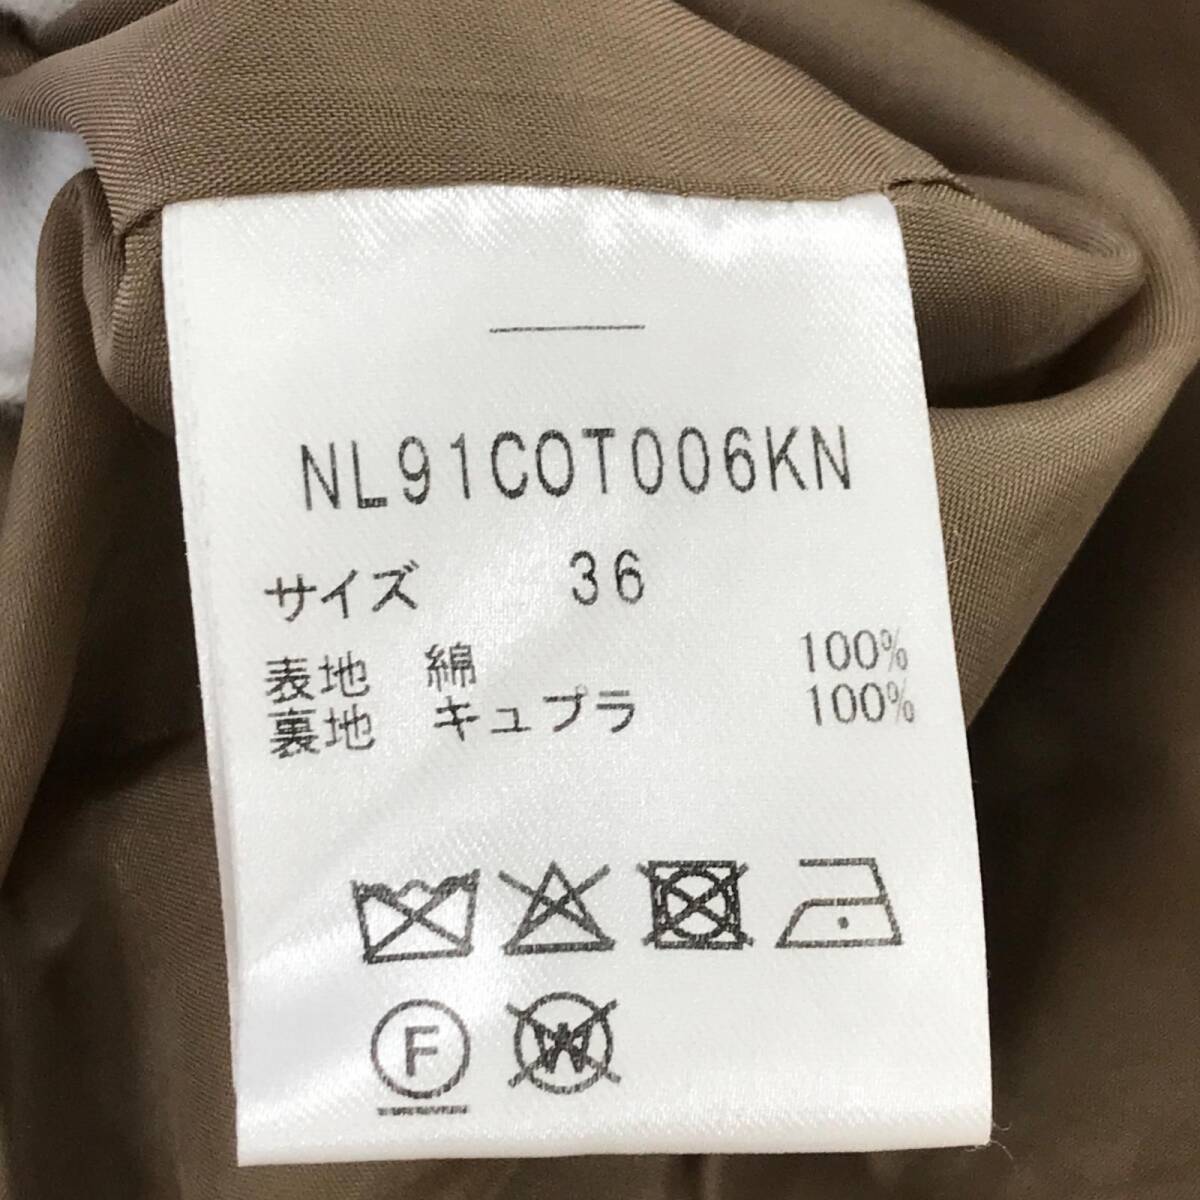 NL91COT006KN
サイズ 36
表地 綿 100%
裏地 キュプラ 100%
F W